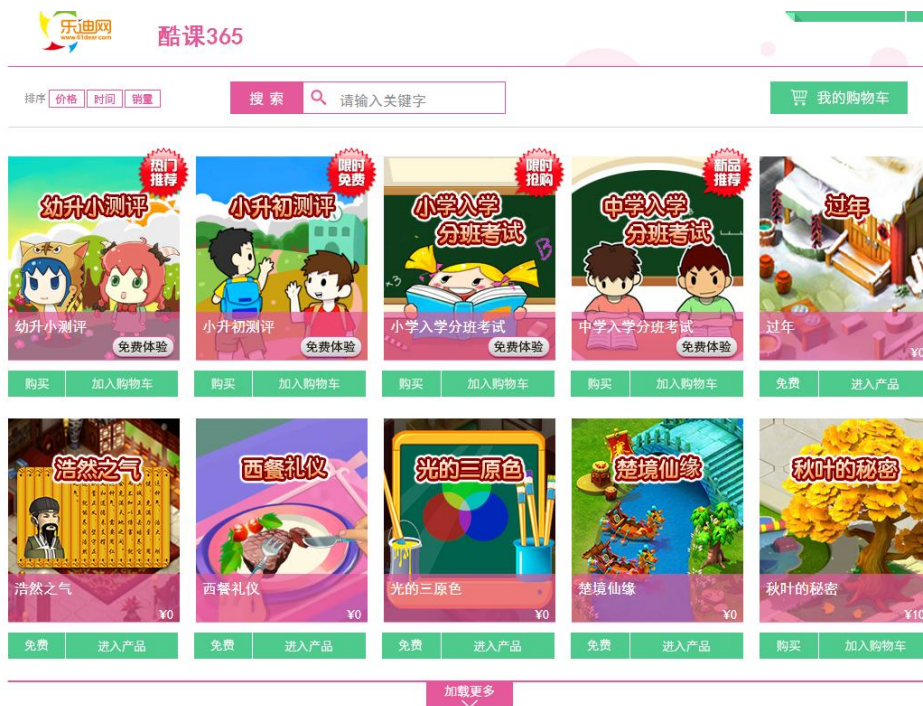 乐迪网
www.61dear.com
酷课365
排序 价格 时间 销量
搜 索
请输入关键字
我的购物车
热门
推荐
幼升小测评
幼升小测评
免费体验
购买 加入购物车
限时
免费
小升初测评
小升初测评
免费体验
购买 加入购物车
限时
抢购
小学入学
分班考试
小学入学分班考试
免费体验
购买 加入购物车
新品
推荐
中学入学
分班考试
中学入学分班考试
免费体验
购买 加入购物车
过年
过年
¥0
免费 进入产品
浩然之气
浩然之气
¥0
免费 进入产品
西餐礼仪
西餐礼仪
¥0
免费 进入产品
光的三原色
光的三原色
¥0
免费 进入产品
楚境仙缘
楚境仙缘
¥0
免费 进入产品
秋叶的秘密
秋叶的秘密
¥10
购买 加入购物车
加载更多